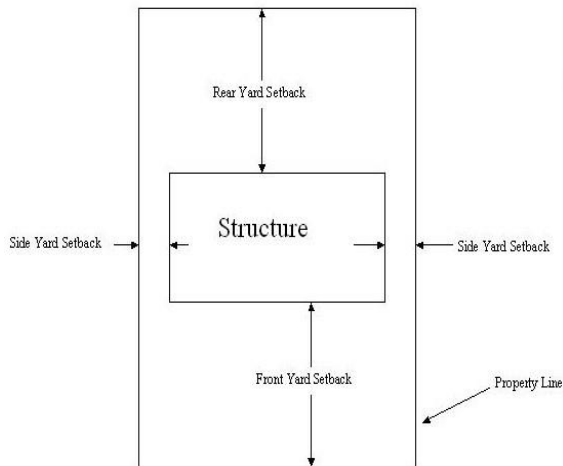 Rear Yard Setback
Structure
Side Yard Setback
Side Yard Setback
Front Yard Setback
Property Line